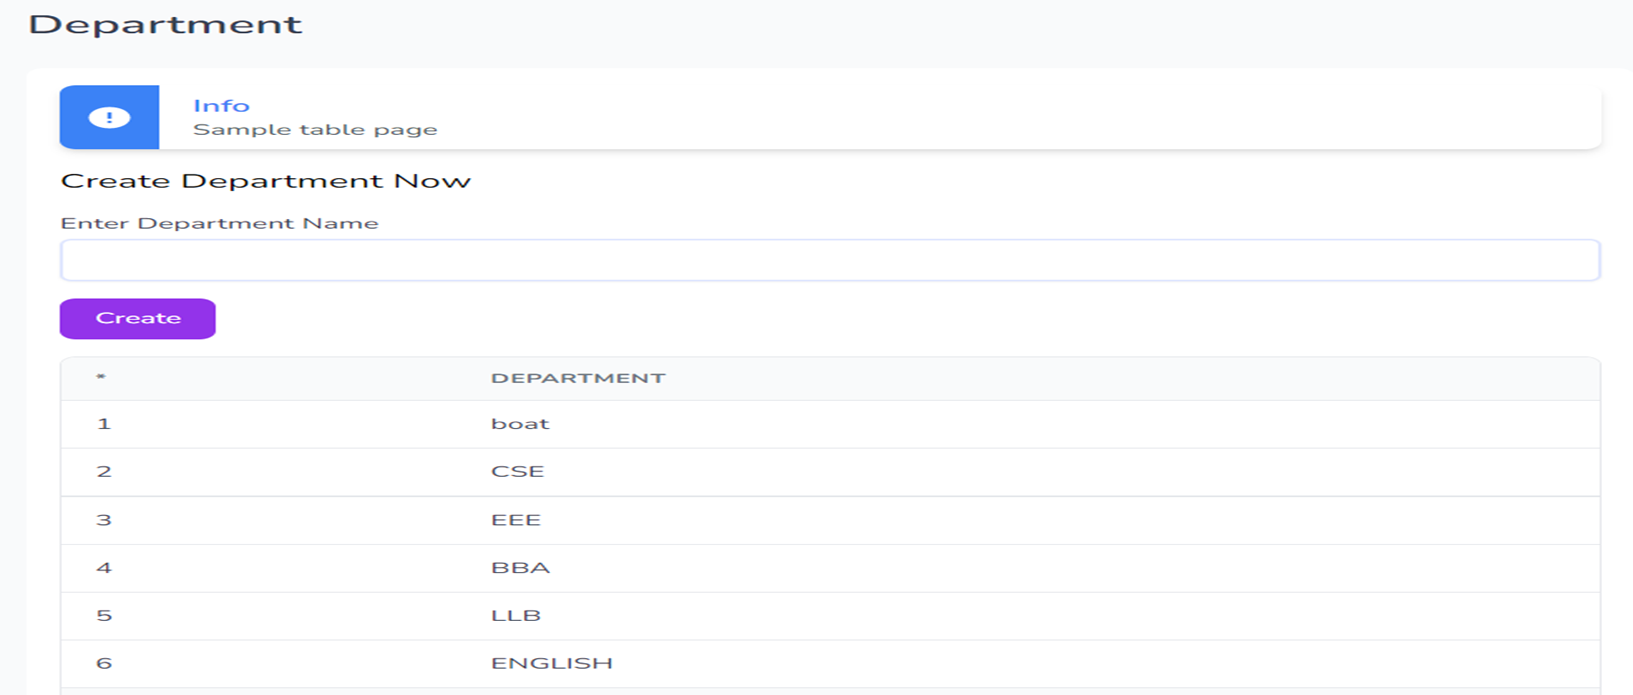 Department
Info
Sample table page
Create Department Now
Enter Department Name
Create
* DEPARTMENT
1 boat
2 CSE
3 EEE
4 BBA
5 LLB
6 ENGLISH